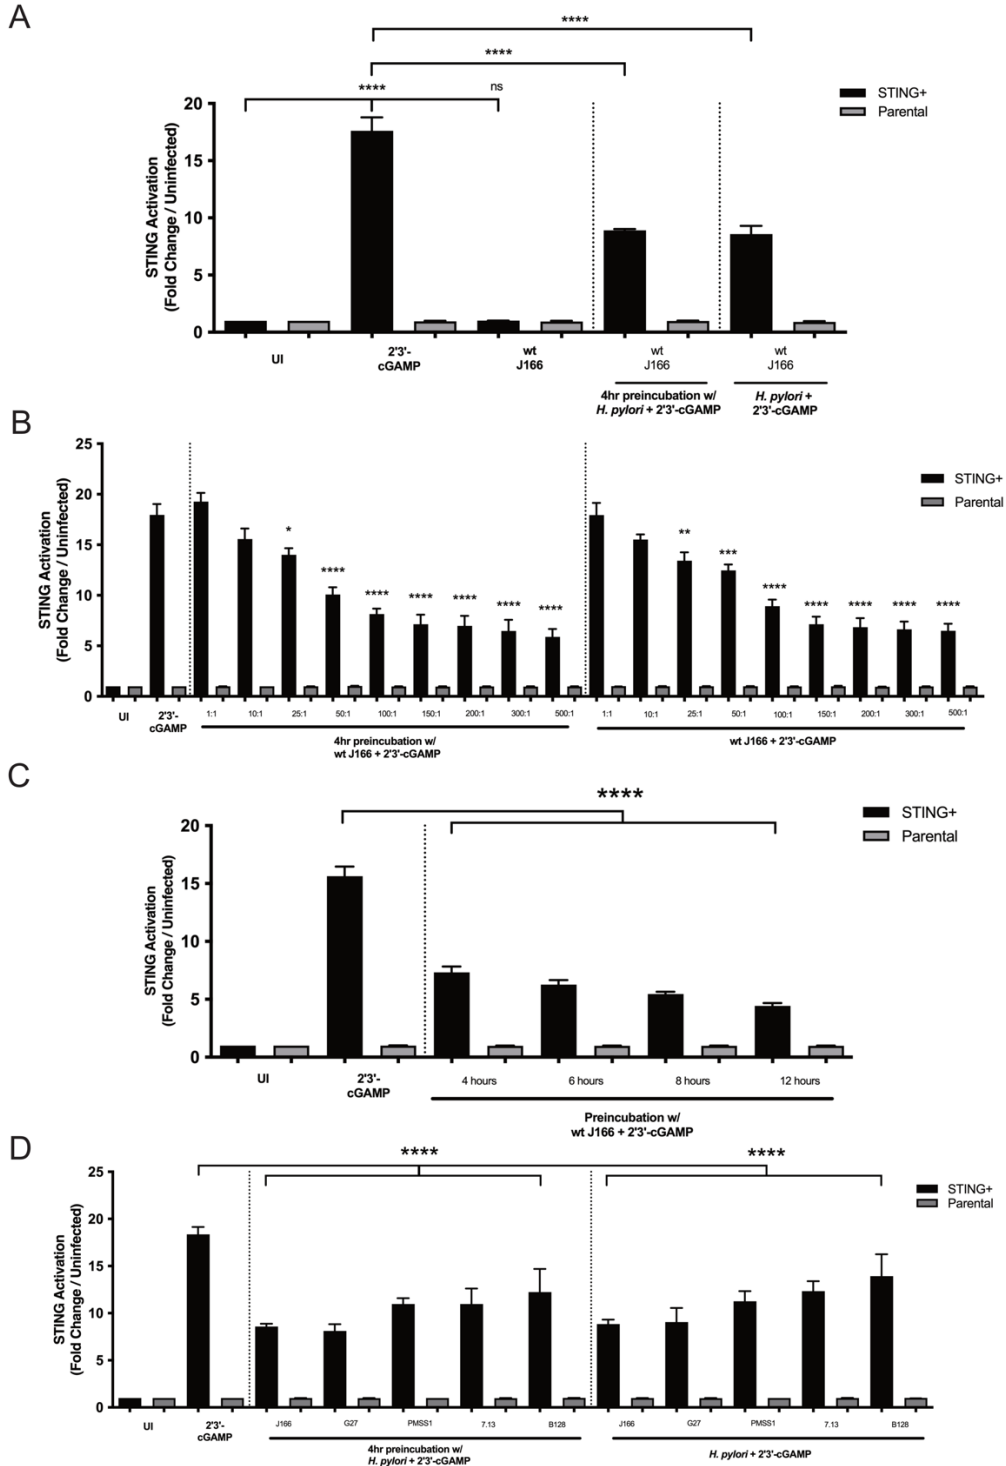 A
****
****
****
ns
STING+
Parental
STING Activation
(Fold Change / Uninfected)
20
15
10
5
0
UI
2'3'-
cGAMP
wt
J166
wt
J166
wt
J166
4hr preincubation w/
H. pylori + 2'3'-cGAMP
H. pylori +
2'3'-cGAMP
B
STING+
Parental
STING Activation
(Fold Change / Uninfected)
25
20
15
10
5
0
* **** **** **** **** **** ****
** *** **** **** **** **** ****
UI
2'3'-
cGAMP
1:1 10:1 25:1 50:1 100:1 150:1 200:1 300:1 500:1
1:1 10:1 25:1 50:1 100:1 150:1 200:1 300:1 500:1
4hr preincubation w/
wt J166 + 2'3'-cGAMP
wt J166 + 2'3'-cGAMP
C
****
STING+
Parental
STING Activation
(Fold Change / Uninfected)
20
15
10
5
0
UI
2'3'-
cGAMP
4 hours 6 hours 8 hours 12 hours
Preincubation w/
wt J166 + 2'3'-cGAMP
D
**** ****
STING+
Parental
STING Activation
(Fold Change / Uninfected)
25
20
15
10
5
0
UI
2'3'-
cGAMP
J166 G27 PMSS1 7.13 B128
J166 G27 PMSS1 7.13 B128
4hr preincubation w/
H. pylori + 2'3'-cGAMP
H. pylori + 2'3'-cGAMP